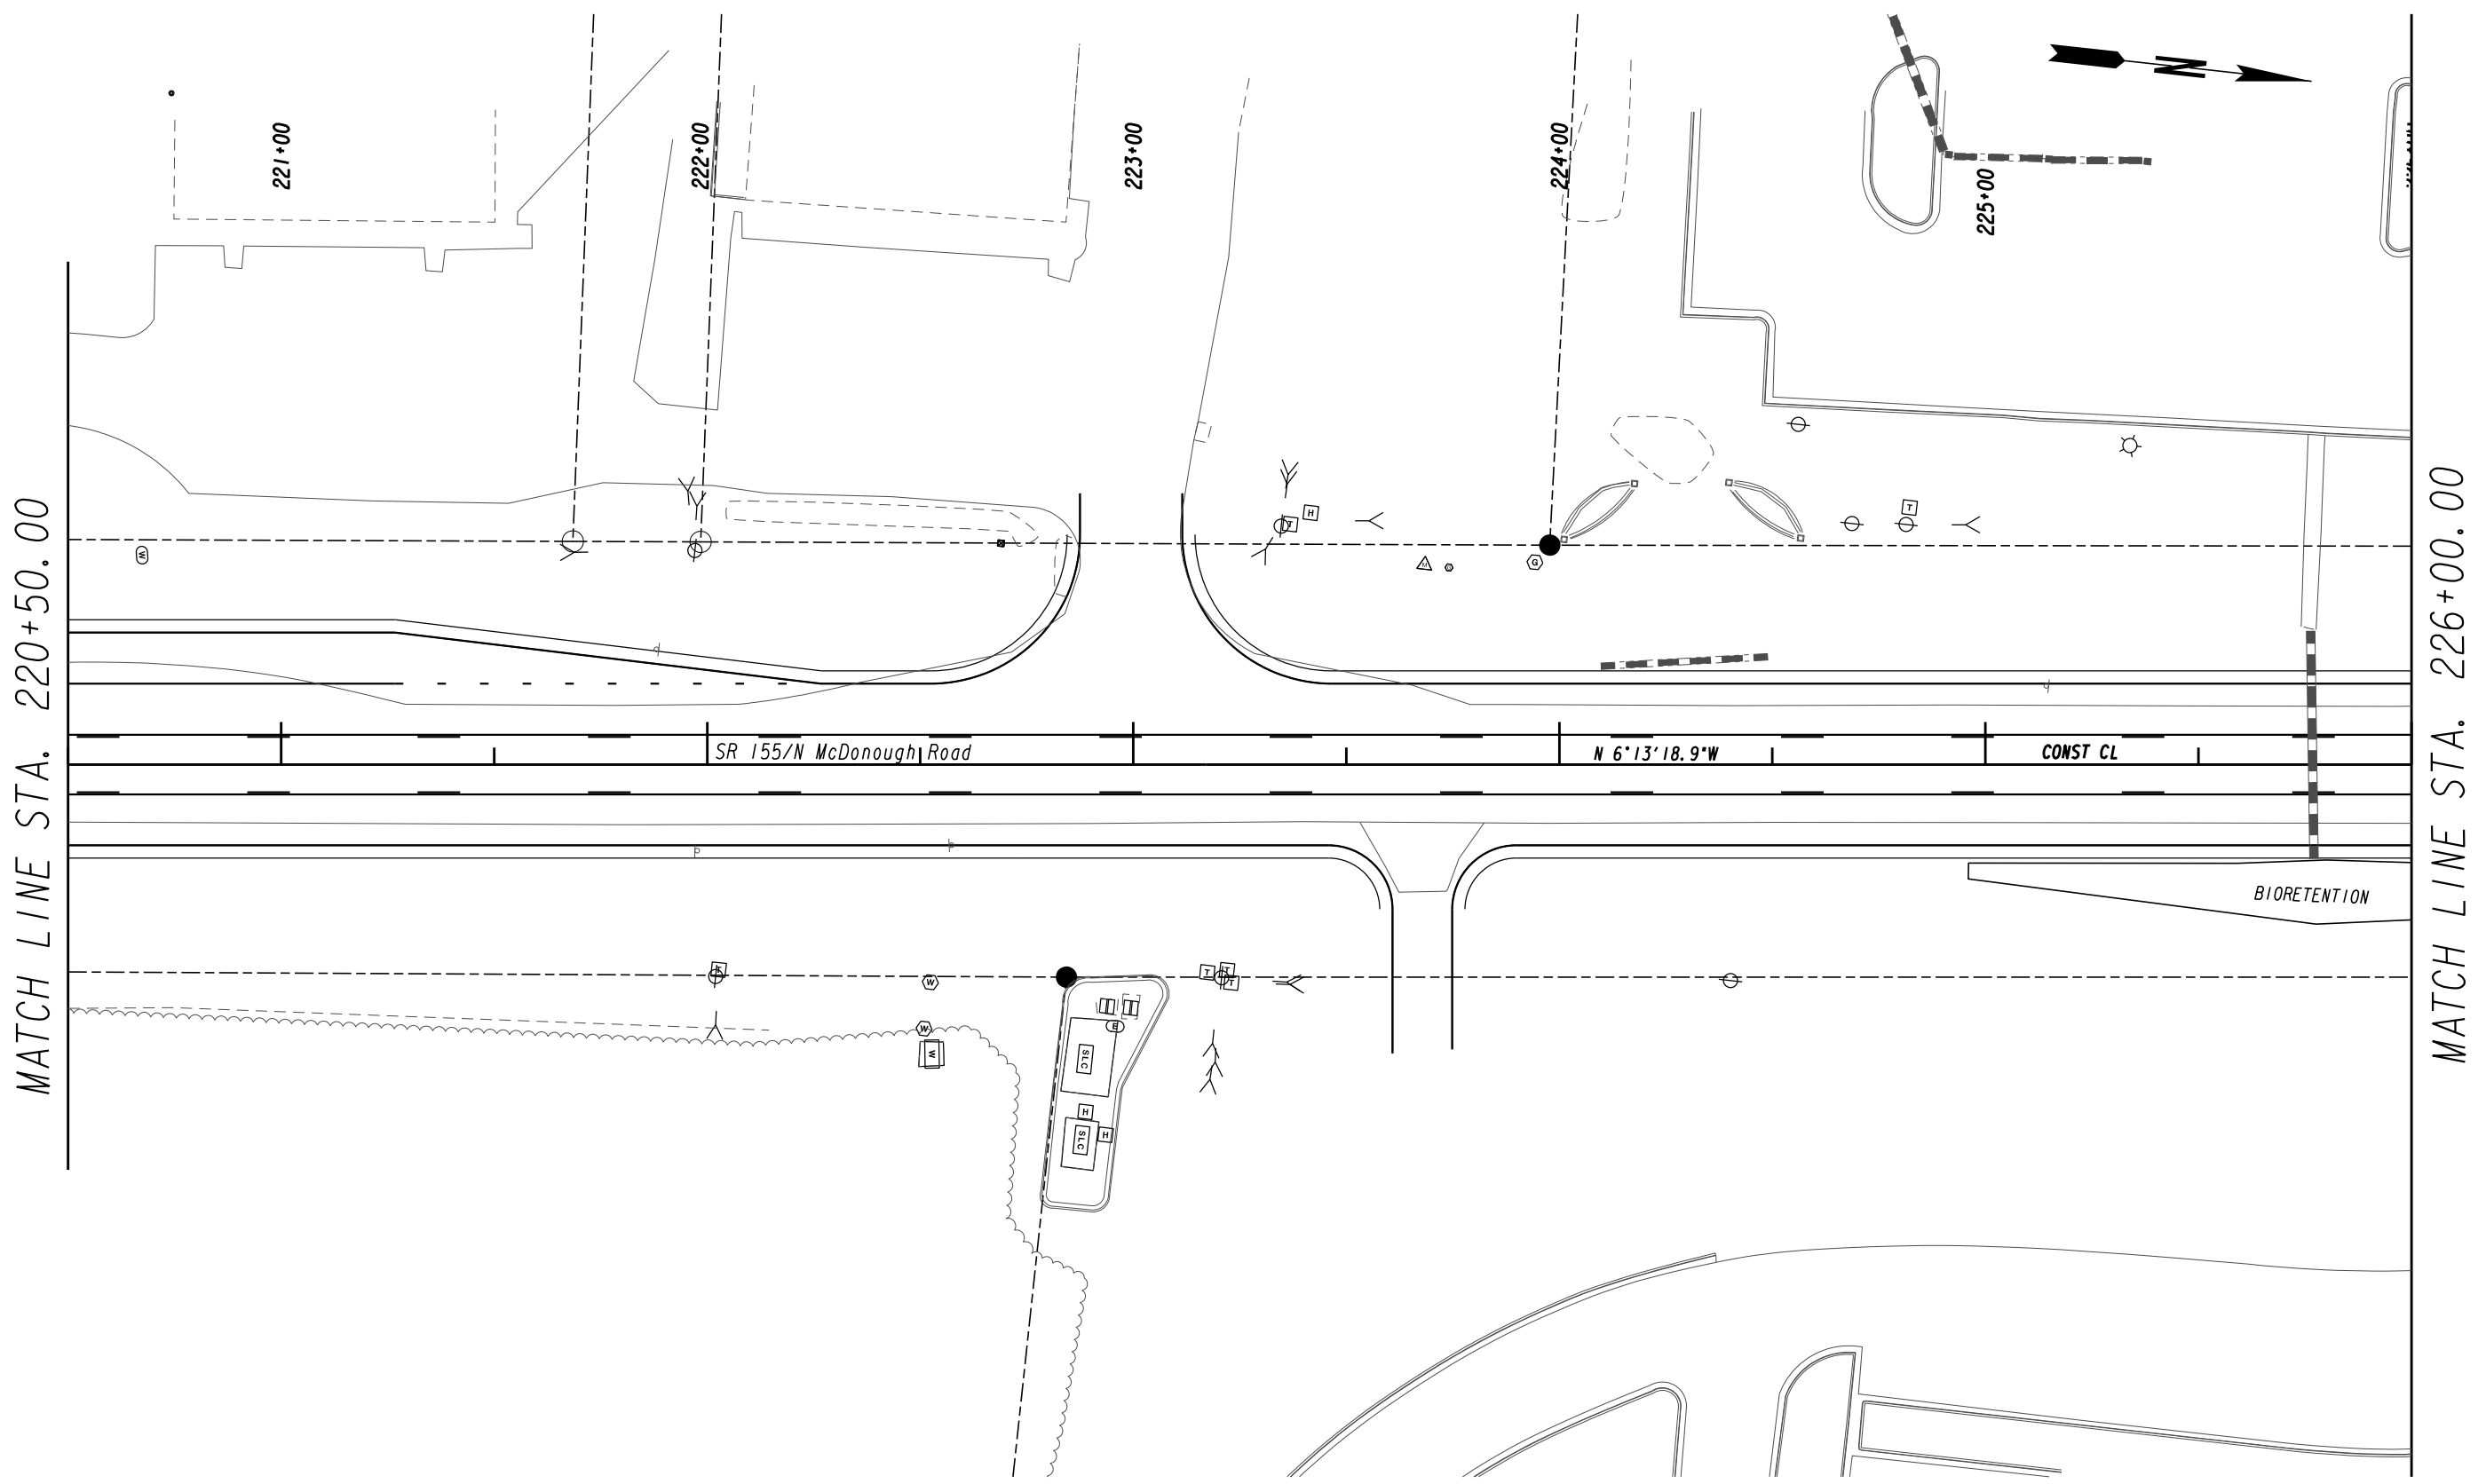 221+00
222+00
223+00
224+00
225+00
N
MATCH LINE STA. 220+50.00
MATCH LINE STA. 226+00.00
W
T
H
T
M
G
SR 155/N McDonough Road
N 6°13'18.9"W
CONST CL
BIORETENTION
T
W
T
T
T
W
E
W
SLC
H
H
SLC